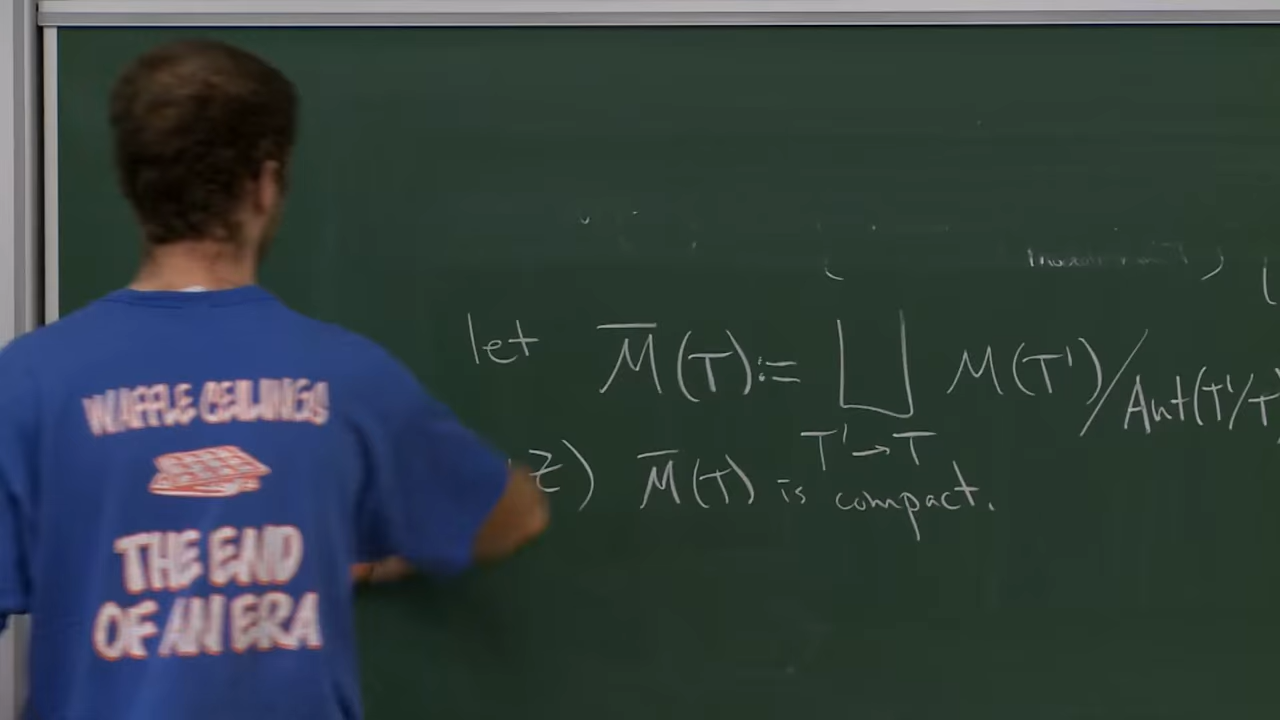 let M̅(T) := ⨆ M(T')/Aut(T'/T)
T' → T
z) M̅(T) is compact.
WAFFLE CEILINGS
THE END
OF AN ERA